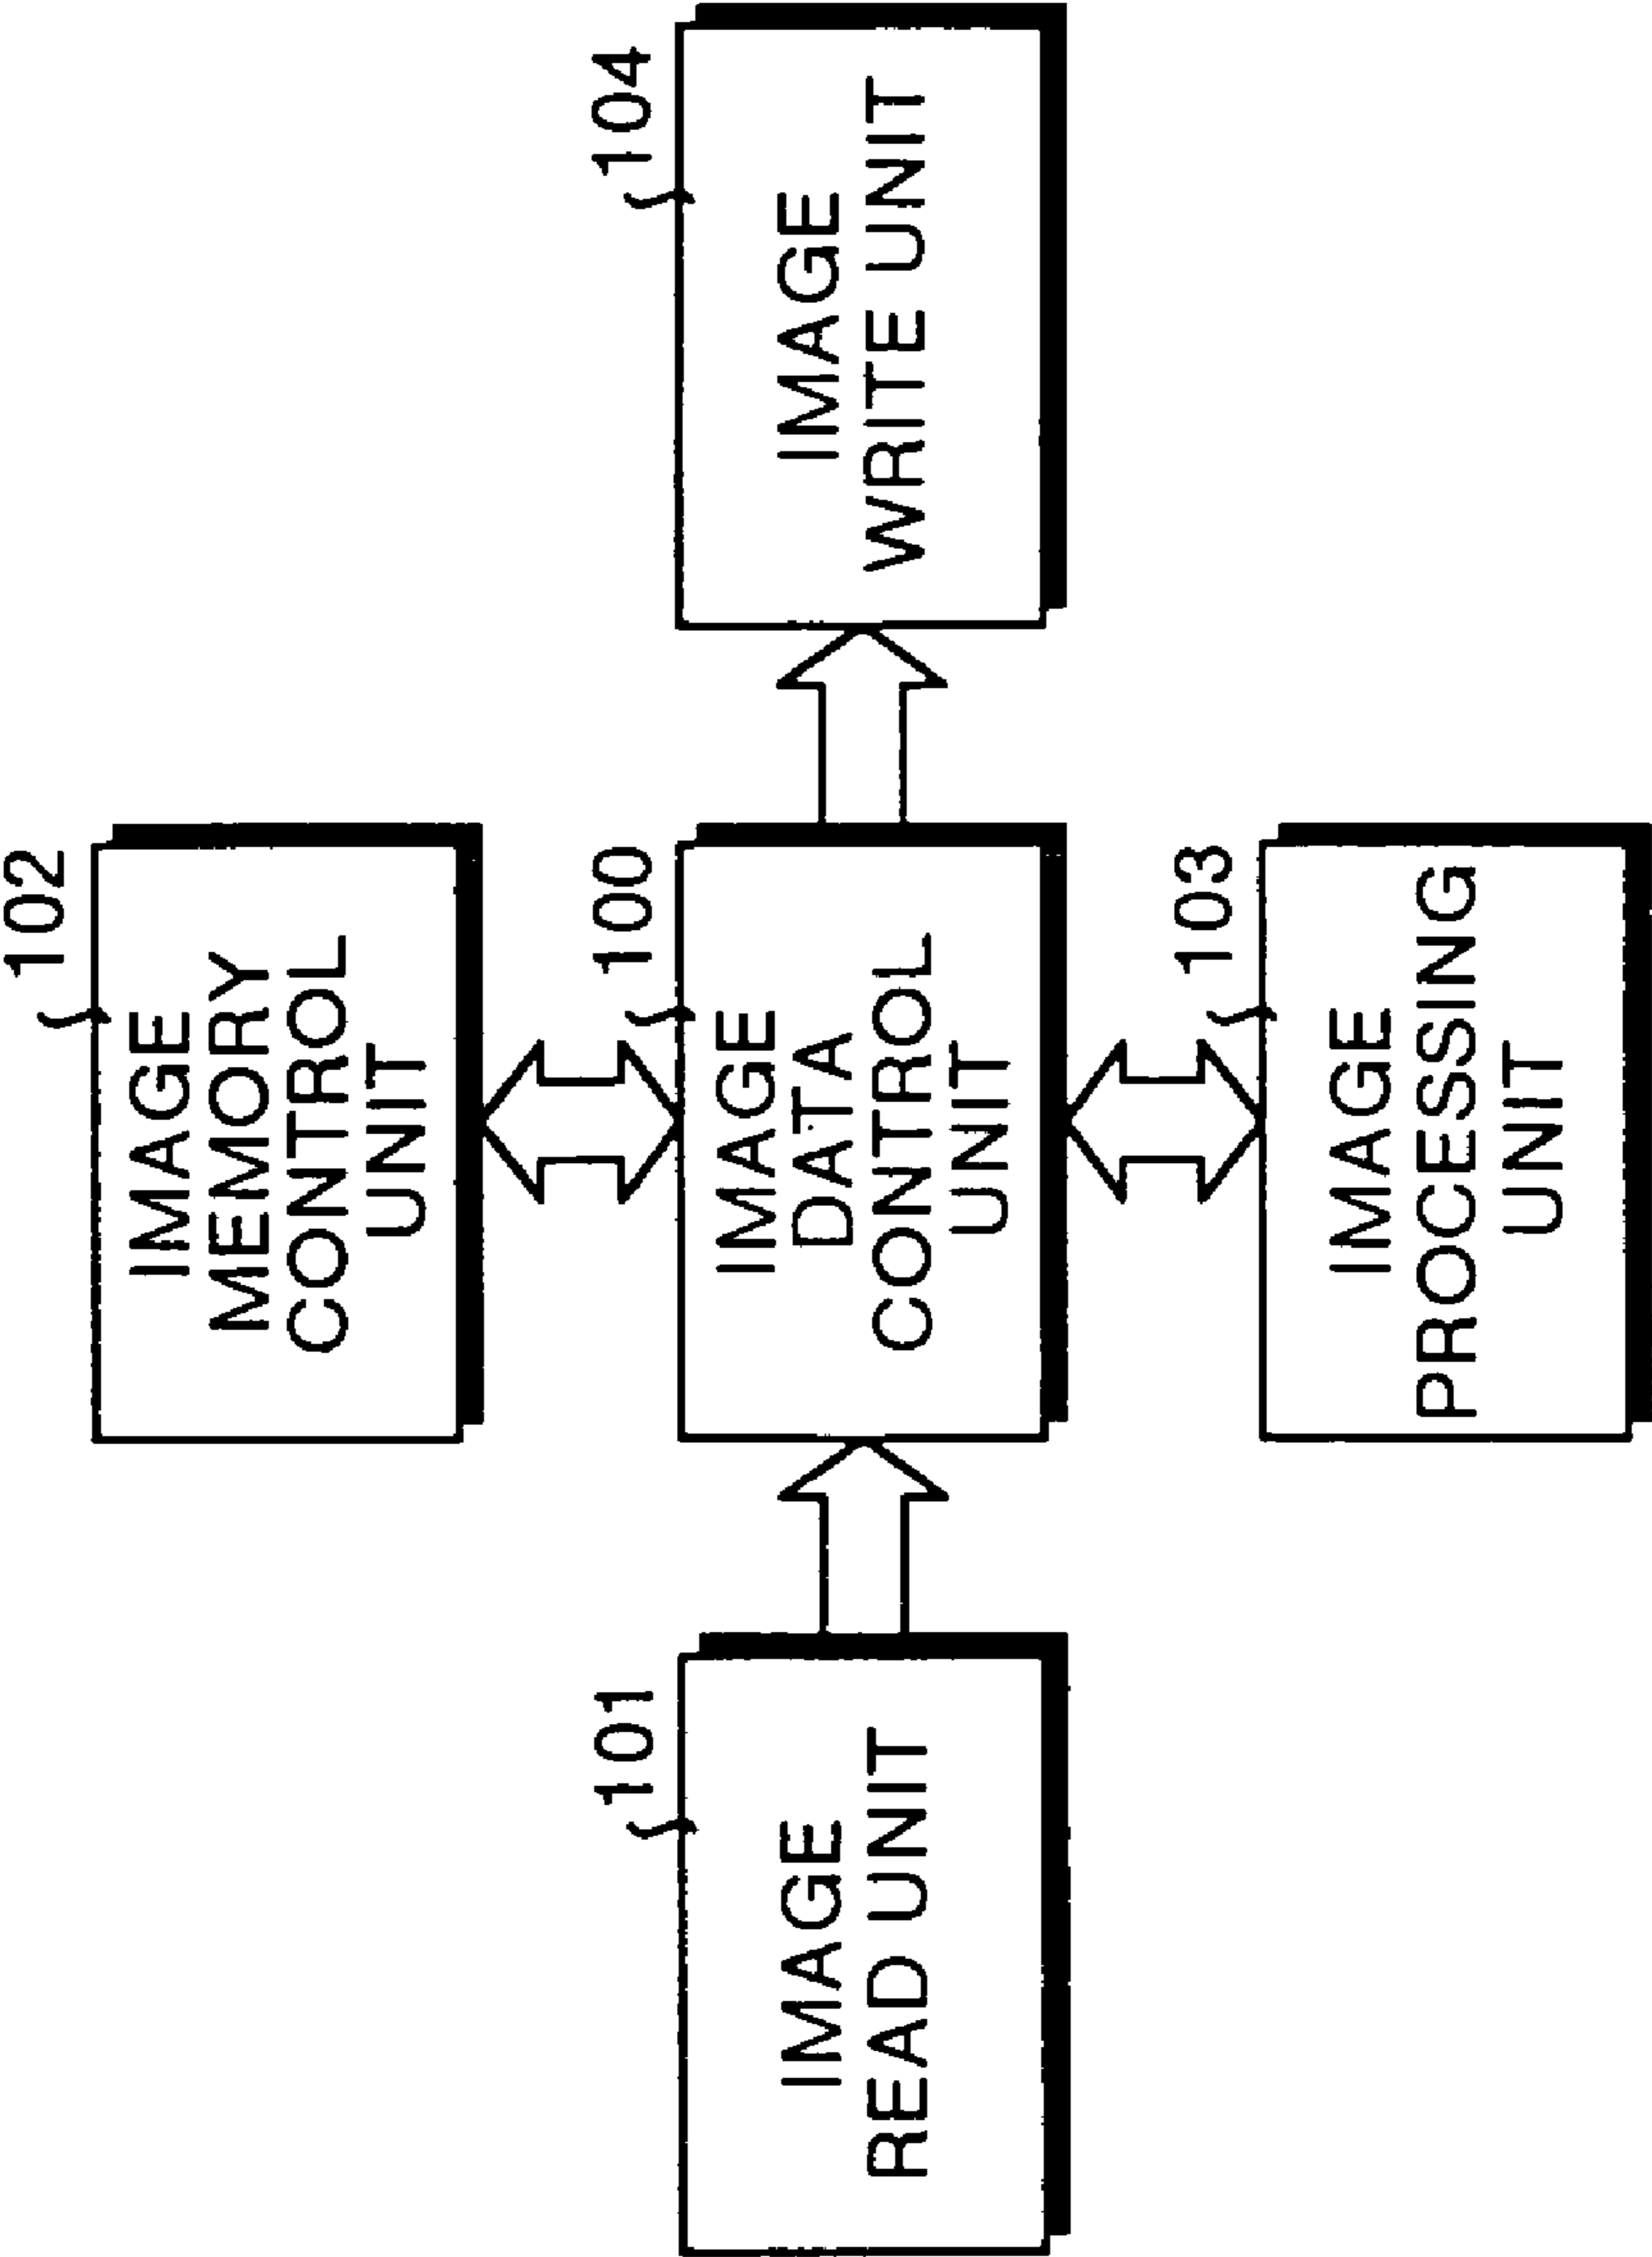 102
IMAGE
MEMORY
CONTROL
UNIT
101
IMAGE
READ UNIT
100
IMAGE
DATA
CONTROL
UNIT
104
IMAGE
WRITE UNIT
103
IMAGE
PROCESSING
UNIT